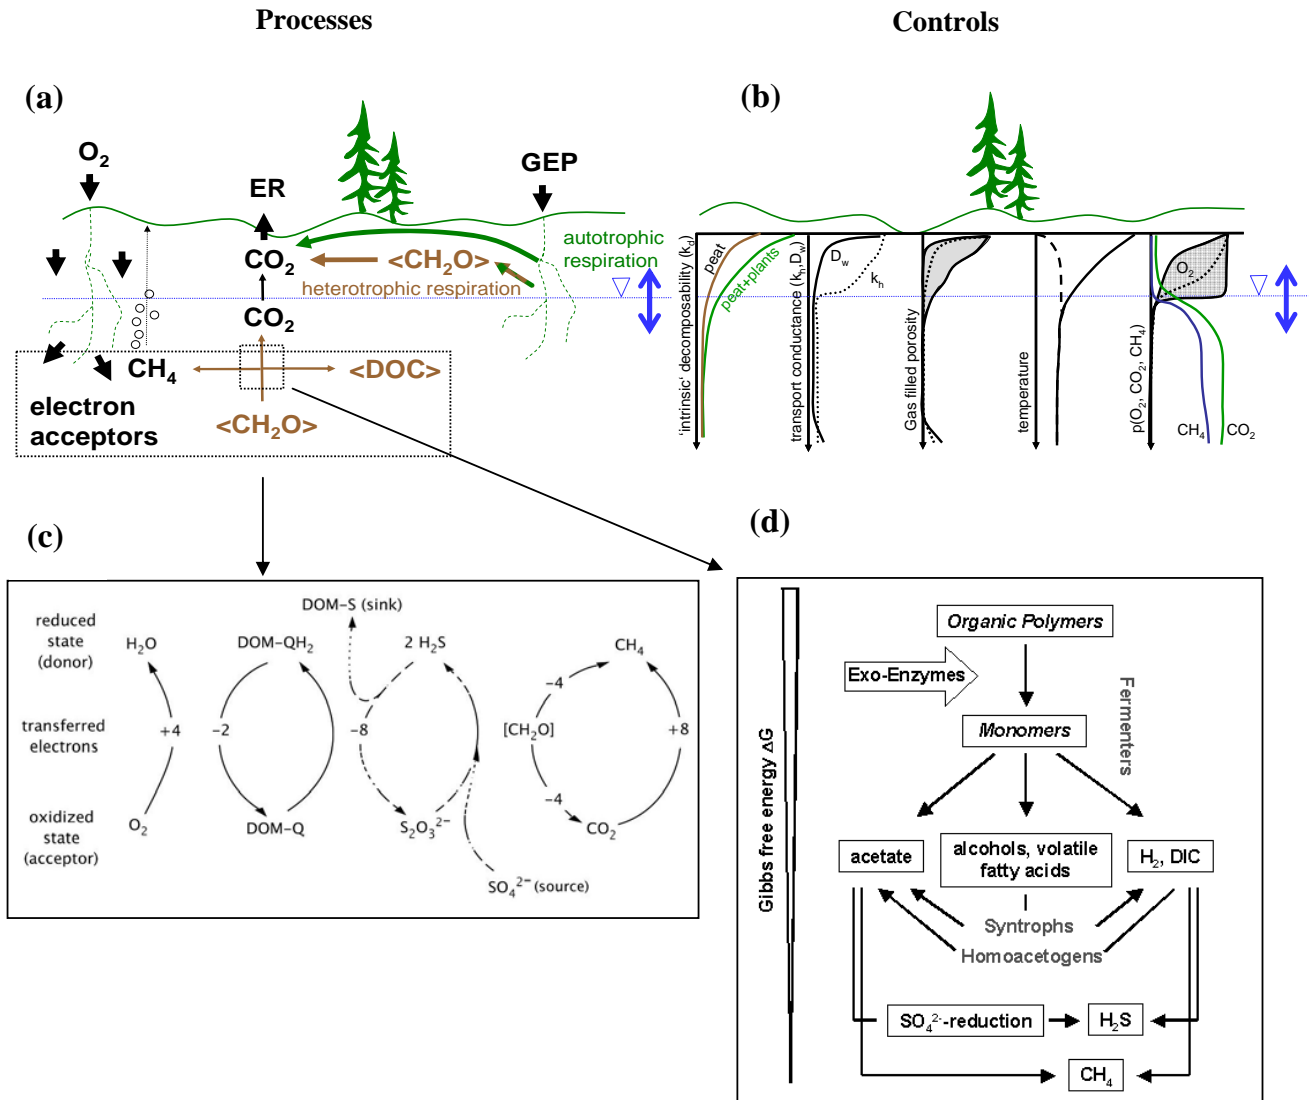 Processes
Controls
(a)
O2
ER
GEP
autotrophic
respiration
CO2
<CH2O>
heterotrophic respiration
CO2
CH4
<DOC>
electron
acceptors
<CH2O>
(b)
'intrinsic' decomposability (kd)
peat
peat+plants
transport conductance (kh, Dw)
Dw
kh
Gas filled porosity
temperature
p(O2, CO2, CH4)
O2
CH4
CO2
(c)
reduced
state
(donor)
transferred
electrons
oxidized
state
(acceptor)
DOM-S (sink)
H2O
DOM-QH2
2 H2S
CH4
+4
-2
-8
-4
[CH2O]
+8
-4
O2
DOM-Q
S2O3 2-
CO2
SO4 2- (source)
(d)
Gibbs free energy ΔG
Organic Polymers
Exo-Enzymes
Fermenters
Monomers
acetate
alcohols, volatile
fatty acids
H2, DIC
Syntrophs
Homoacetogens
SO4 2- -reduction
H2S
CH4